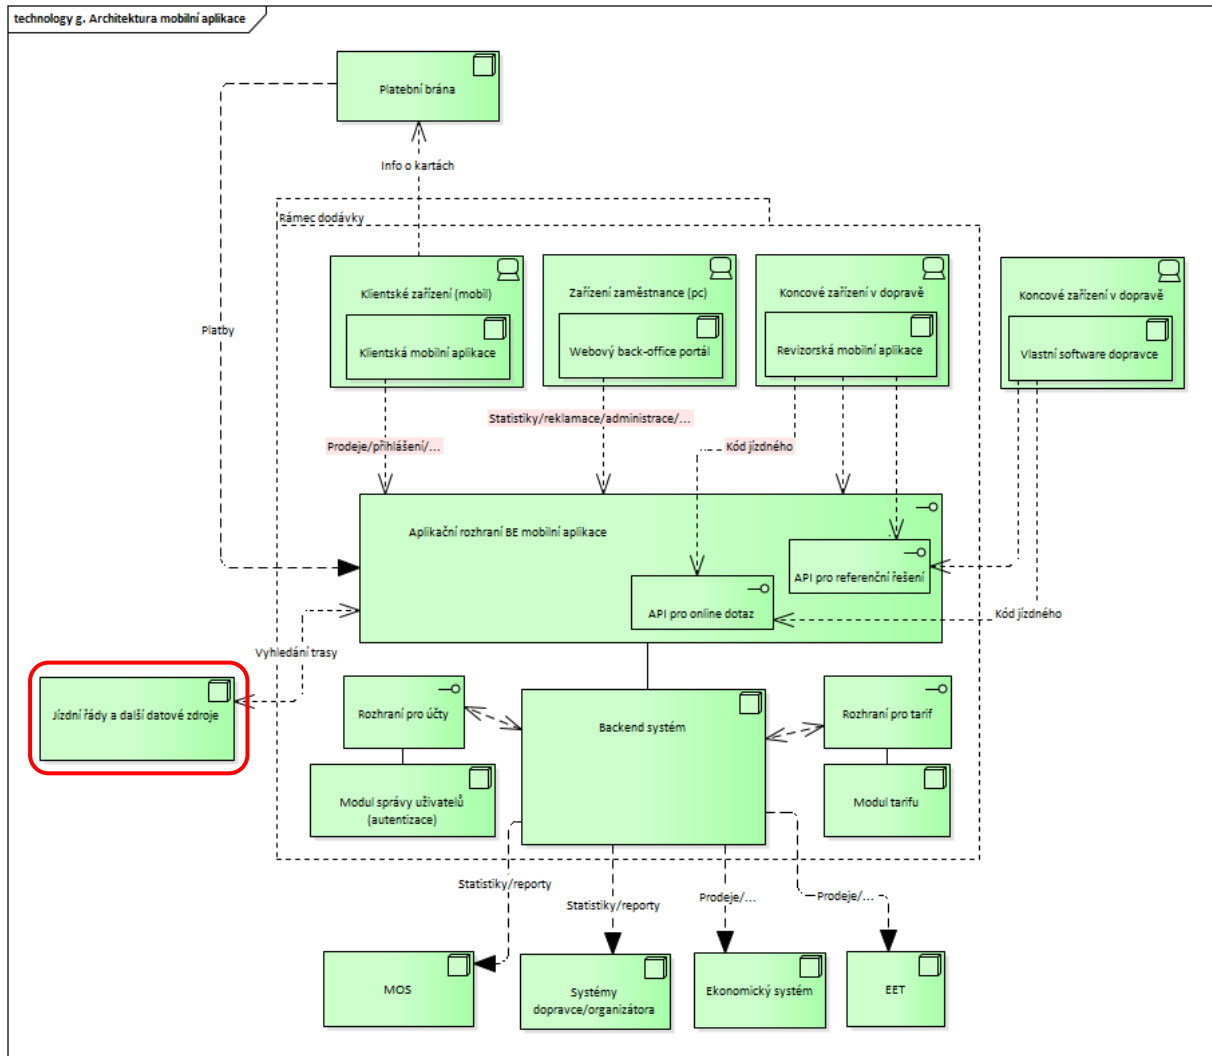 technology g. Architektura mobilní aplikace
Platební brána
Info o kartách
Rámec dodávky
Klientské zařízení (mobil)
Klientská mobilní aplikace
Zařízení zaměstnance (pc)
Webový back-office portál
Koncové zařízení v dopravě
Revizorská mobilní aplikace
Koncové zařízení v dopravě
Vlastní software dopravce
Platby
Statistiky/reklamace/administrace/...
Prodeje/přihlášení/...
Kód jízdného
Aplikační rozhraní BE mobilní aplikace
API pro referenční řešení
API pro online dotaz
Kód jízdného
Vyhledání trasy
Jízdní řády a další datové zdroje
Rozhraní pro účty
Backend systém
Rozhraní pro tarif
Modul správy uživatelů
(autentizace)
Modul tarifu
Statistiky/reporty
Statistiky/reporty
Prodeje/...
Prodeje/...
MOS
Systémy
dopravce/organizátora
Ekonomický systém
EET